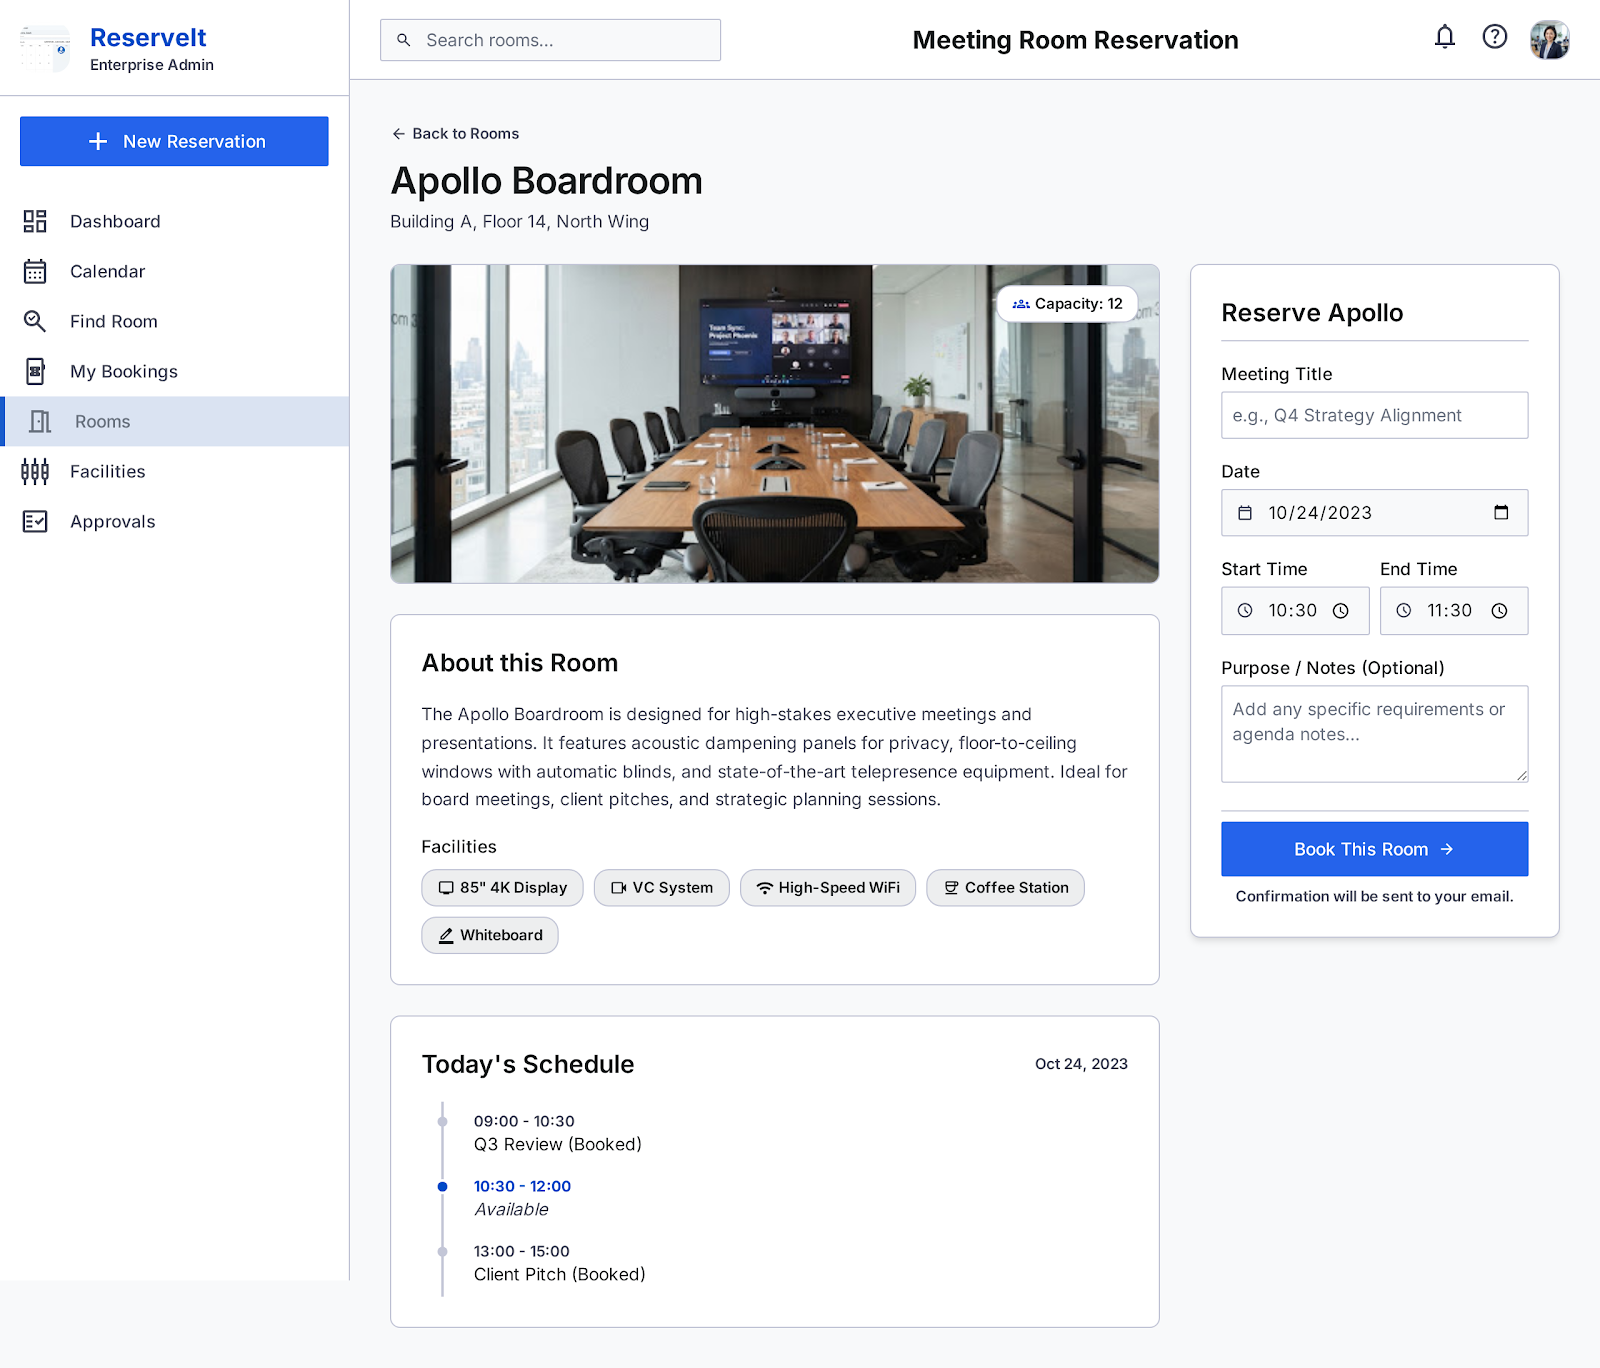 ReserveIt
Enterprise Admin
New Reservation
Dashboard
Calendar
Find Room
My Bookings
Rooms
Facilities
Approvals
Search rooms...
Meeting Room Reservation
Back to Rooms
Apollo Boardroom
Building A, Floor 14, North Wing
Team Sync:
Project Phoenix
Capacity: 12
About this Room
The Apollo Boardroom is designed for high-stakes executive meetings and
presentations. It features acoustic dampening panels for privacy, floor-to-ceiling
windows with automatic blinds, and state-of-the-art telepresence equipment. Ideal for
board meetings, client pitches, and strategic planning sessions.
Facilities
85" 4K Display
VC System
High-Speed WiFi
Coffee Station
Whiteboard
Today's Schedule
Oct 24, 2023
09:00 - 10:30
Q3 Review (Booked)
10:30 - 12:00
Available
13:00 - 15:00
Client Pitch (Booked)
Reserve Apollo
Meeting Title
e.g., Q4 Strategy Alignment
Date
10/24/2023
Start Time
End Time
10:30
11:30
Purpose / Notes (Optional)
Add any specific requirements or
agenda notes...
Book This Room
Confirmation will be sent to your email.